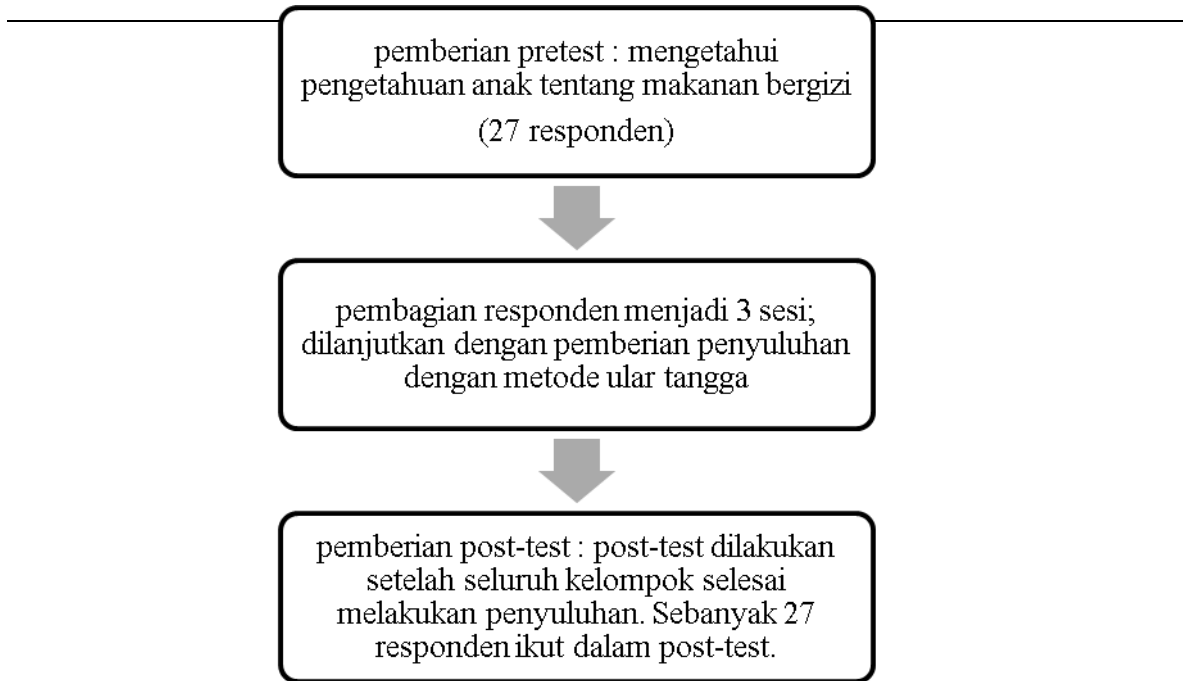 pemberian pretest : mengetahui
pengetahuan anak tentang makanan bergizi
(27 responden)
pembagian responden menjadi 3 sesi;
dilanjutkan dengan pemberian penyuluhan
dengan metode ular tangga
pemberian post-test : post-test dilakukan
setelah seluruh kelompok selesai
melakukan penyuluhan. Sebanyak 27
responden ikut dalam post-test.